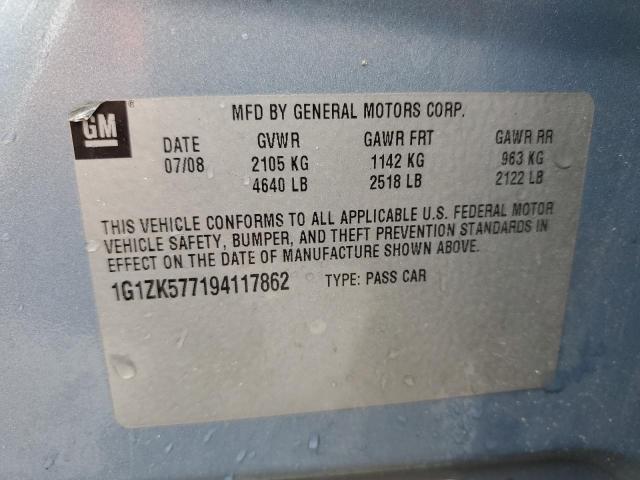 GM
MFD BY GENERAL MOTORS CORP.
DATE GVWR GAWR FRT GAWR RR
07/08 2105 KG 1142 KG 963 KG
4640 LB 2518 LB 2122 LB
THIS VEHICLE CONFORMS TO ALL APPLICABLE U.S. FEDERAL MOTOR
VEHICLE SAFETY, BUMPER, AND THEFT PREVENTION STANDARDS IN
EFFECT ON THE DATE OF MANUFACTURE SHOWN ABOVE.
1G1ZK577194117862 TYPE: PASS CAR